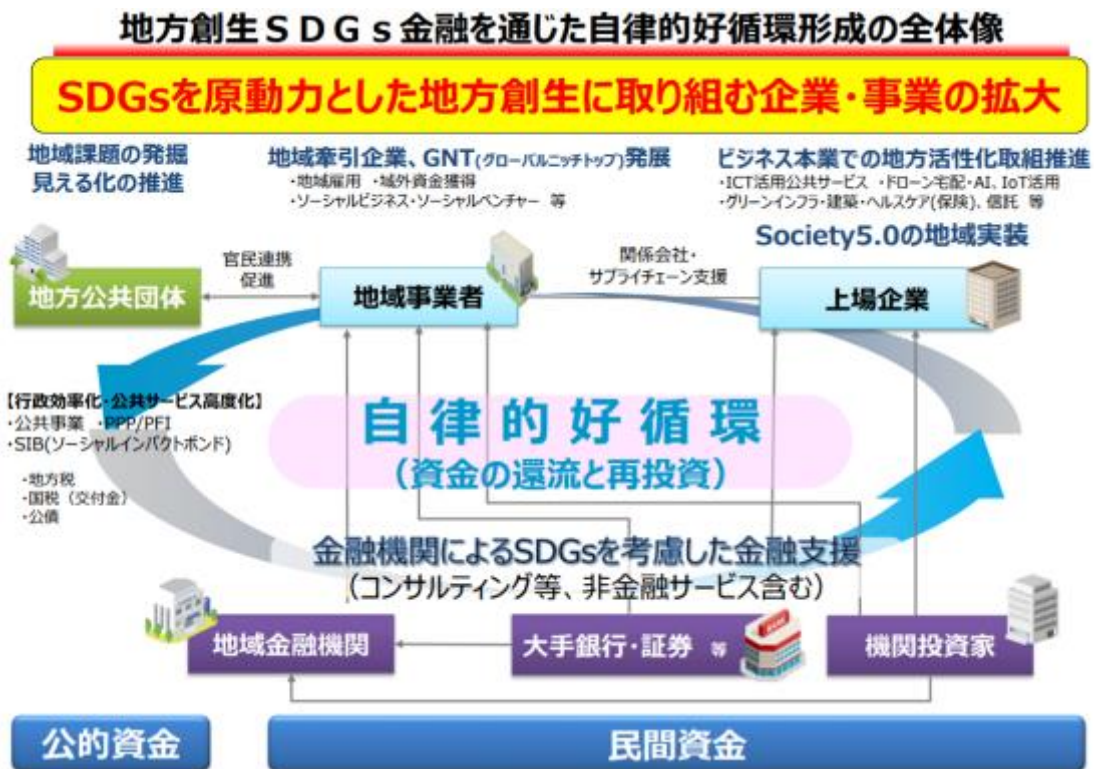 地方創生SDGs金融を通じた自律的好循環形成の全体像
SDGsを原動力とした地方創生に取り組む企業・事業の拡大
地域課題の発掘
見える化の推進
地域牽引企業、GNT(グローバルニッチトップ)発展
・地域雇用 ・域外資金獲得
・ソーシャルビジネス・ソーシャルベンチャー 等
ビジネス本業での地方活性化取組推進
・ICT活用公共サービス ・ドローン宅配・AI、IoT活用
・グリーンインフラ・建築・ヘルスケア(保険)、信託 等
Society5.0の地域実装
地方公共団体
官民連携
促進
地域事業者
関係会社・
サプライチェーン支援
上場企業
【行政効率化・公共サービス高度化】
・公共事業 ・PPP/PFI
・SIB(ソーシャルインパクトボンド)
・地方税
・国税(交付金)
・公債
自律的好循環
(資金の還流と再投資)
金融機関によるSDGsを考慮した金融支援
(コンサルティング等、非金融サービス含む)
地域金融機関
大手銀行・証券 等
機関投資家
公的資金
民間資金